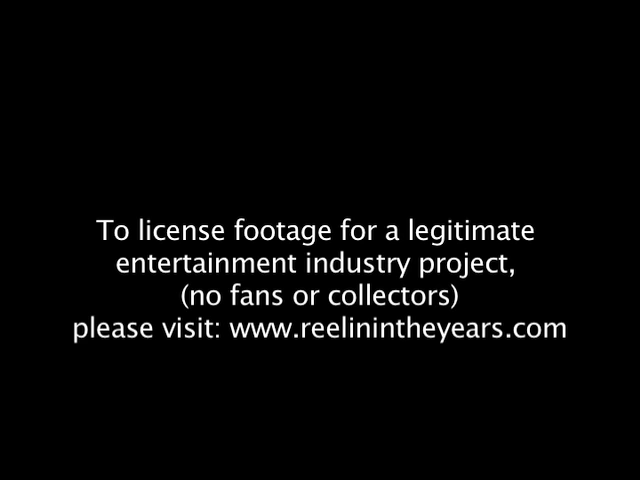 To license footage for a legitimate
entertainment industry project,
(no fans or collectors)
please visit: www.reelinintheyears.com